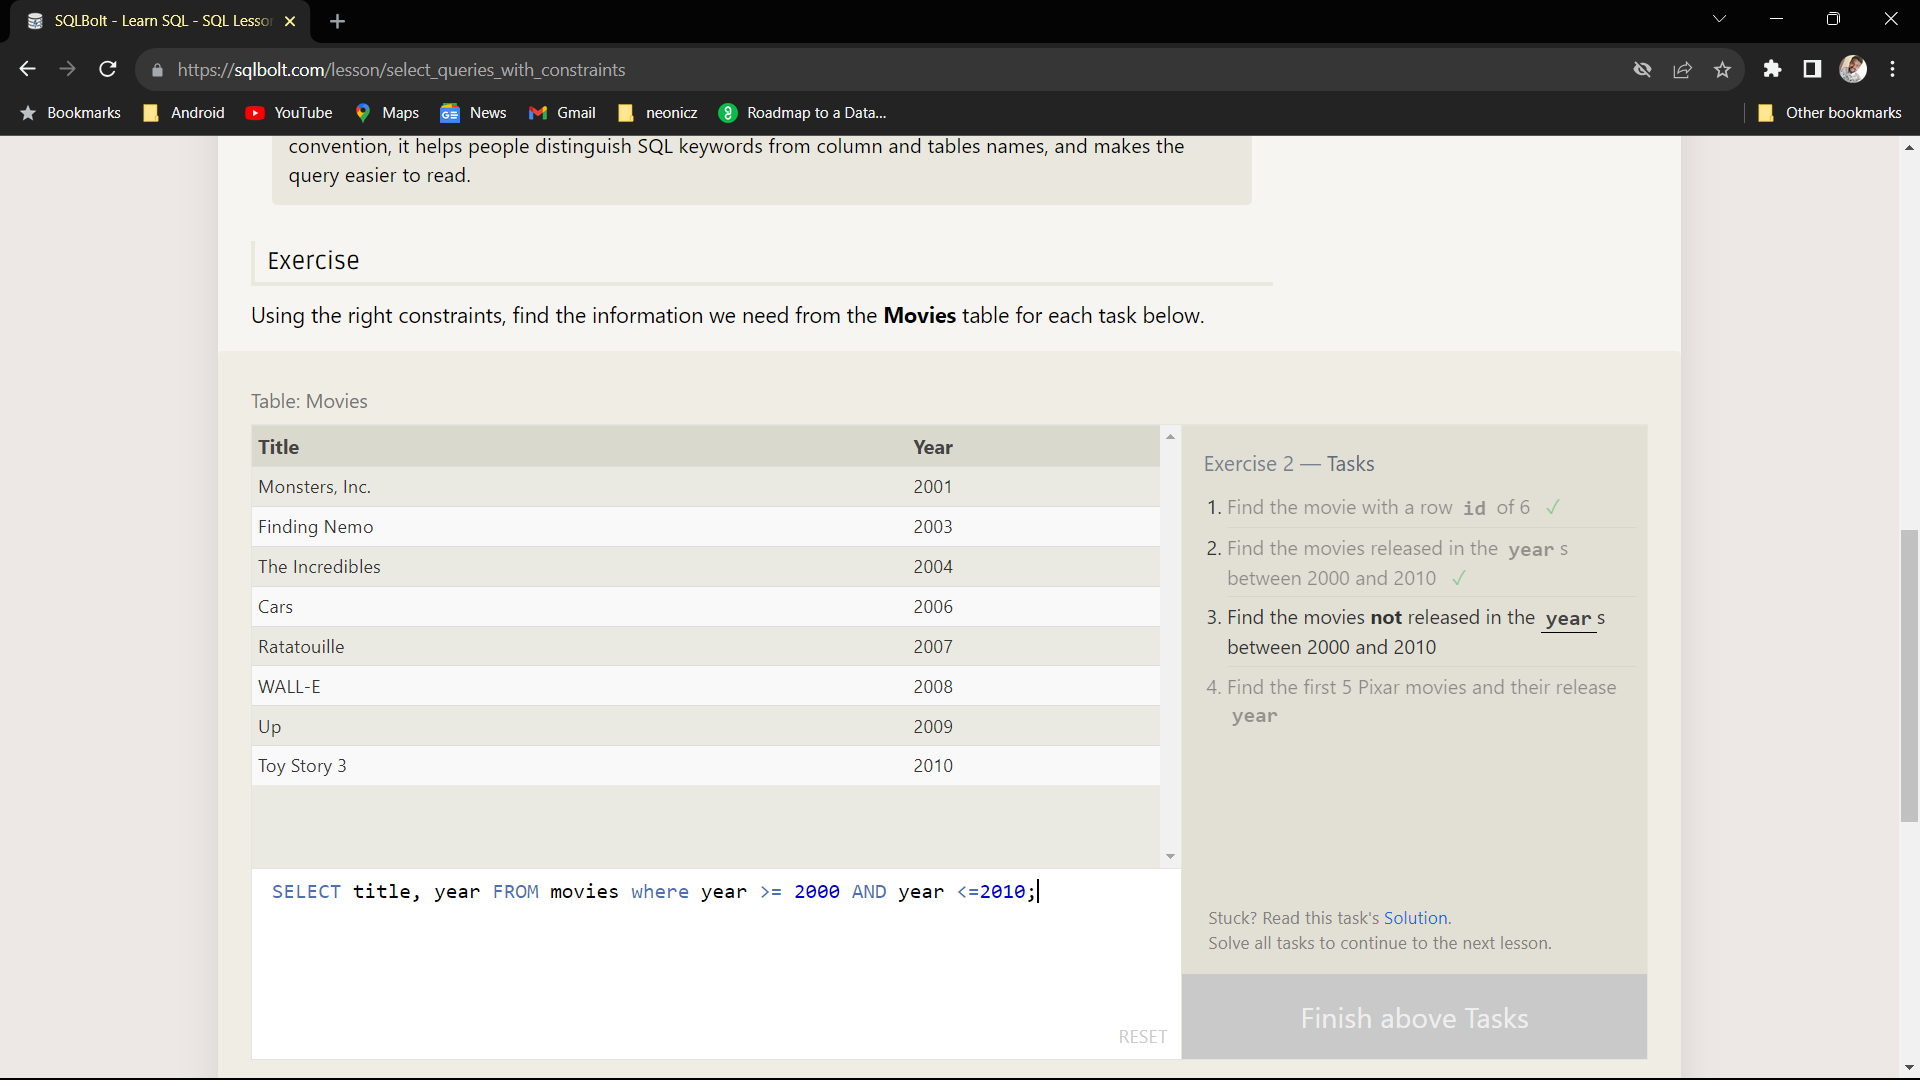 SQLBolt - Learn SQL - SQL Lesson
https://sqlbolt.com/lesson/select_queries_with_constraints
Bookmarks Android YouTube Maps News Gmail neonicz Roadmap to a Data... Other bookmarks
convention, it helps people distinguish SQL keywords from column and tables names, and makes the
query easier to read.
Exercise
Using the right constraints, find the information we need from the Movies table for each task below.
Table: Movies
Title Year
Monsters, Inc. 2001
Finding Nemo 2003
The Incredibles 2004
Cars 2006
Ratatouille 2007
WALL-E 2008
Up 2009
Toy Story 3 2010
SELECT title, year FROM movies where year >= 2000 AND year <=2010;
RESET
Exercise 2 — Tasks
1. Find the movie with a row id of 6 ✓
2. Find the movies released in the year s
between 2000 and 2010 ✓
3. Find the movies not released in the year s
between 2000 and 2010
4. Find the first 5 Pixar movies and their release
year
Stuck? Read this task's Solution.
Solve all tasks to continue to the next lesson.
Finish above Tasks